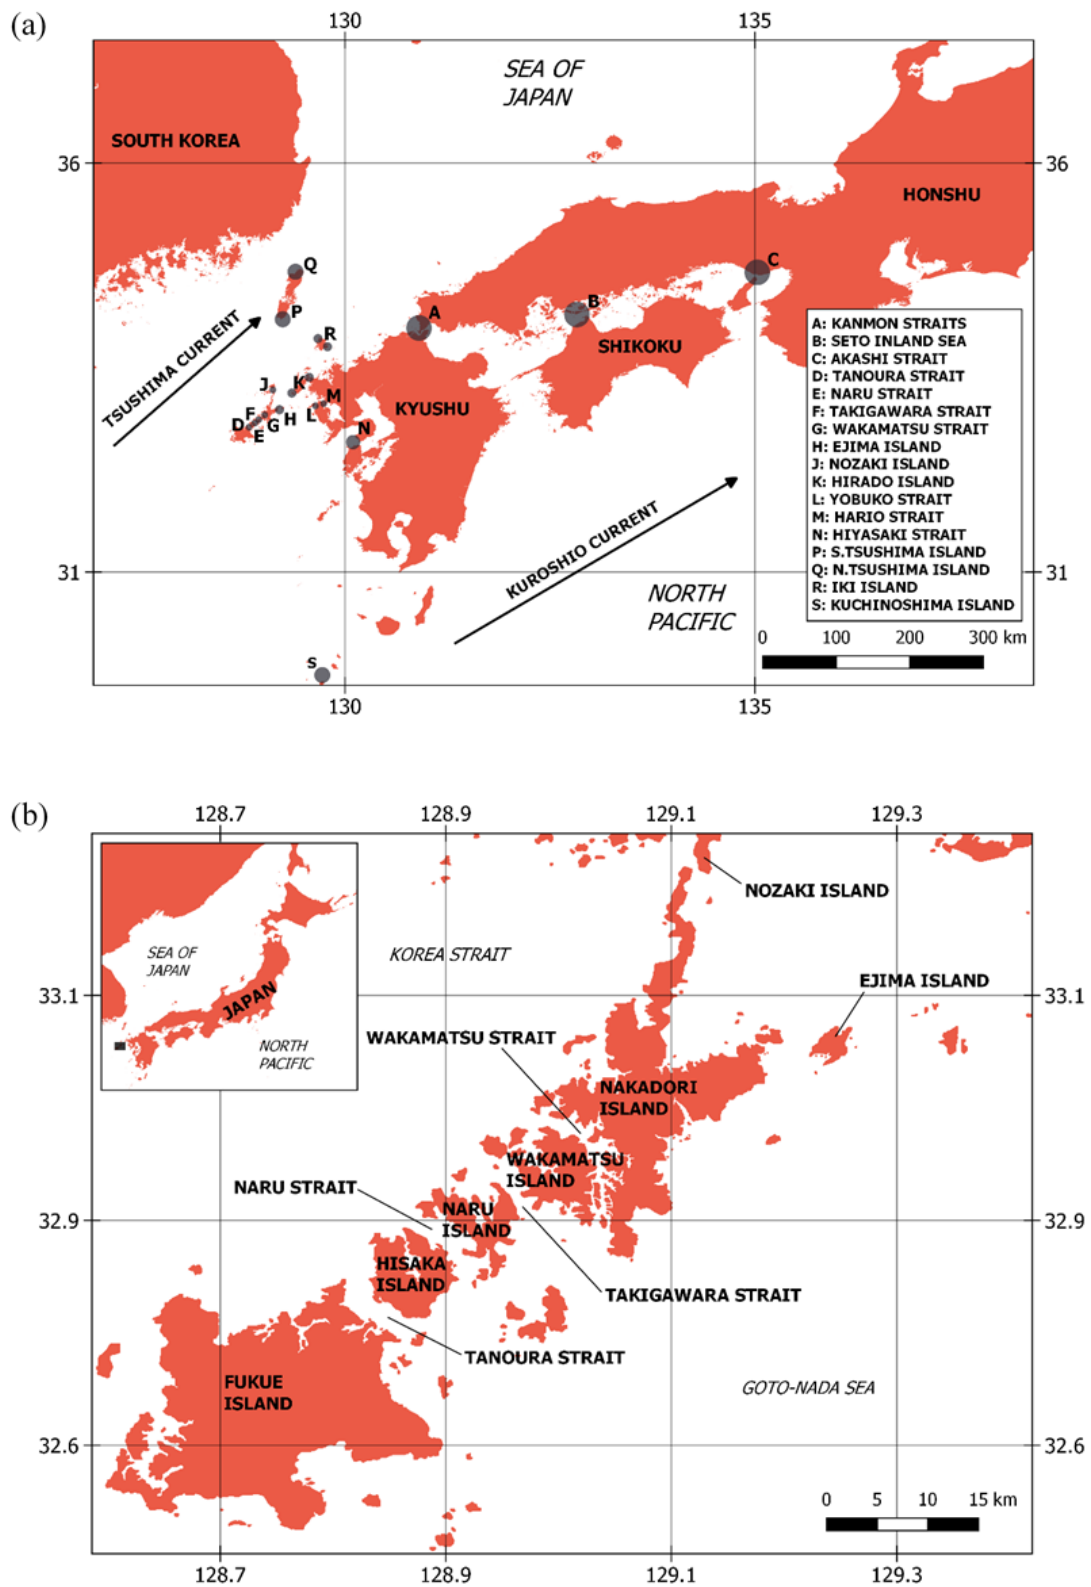 (a)
130
135
SEA OF
JAPAN
SOUTH KOREA
36
36
HONSHU
Q
C
P
A
B
TSUSHIMA CURRENT
R
SHIKOKU
J
K
M
KYUSHU
F
L
D
G
H
E
N
A: KANMON STRAITS
B: SETO INLAND SEA
C: AKASHI STRAIT
D: TANOURA STRAIT
E: NARU STRAIT
F: TAKIGAWARA STRAIT
G: WAKAMATSU STRAIT
H: EJIMA ISLAND
J: NOZAKI ISLAND
K: HIRADO ISLAND
L: YOBUKO STRAIT
M: HARIO STRAIT
N: HIYASAKI STRAIT
P: S.TSUSHIMA ISLAND
Q: N.TSUSHIMA ISLAND
R: IKI ISLAND
S: KUCHINOSHIMA ISLAND
KUROSHIO CURRENT
31
31
NORTH
PACIFIC
0 100 200 300 km
S
130
135
(b)
128.7
128.9
129.1
129.3
NOZAKI ISLAND
SEA OF
JAPAN
JAPAN
NORTH
PACIFIC
KOREA STRAIT
EJIMA ISLAND
33.1
33.1
WAKAMATSU STRAIT
NAKADORI
ISLAND
WAKAMATSU
ISLAND
NARU STRAIT
NARU
ISLAND
32.9
32.9
HISAKA
ISLAND
TAKIGAWARA STRAIT
TANOURA STRAIT
FUKUE
ISLAND
GOTO-NADA SEA
32.6
32.6
0 5 10 15 km
128.7
128.9
129.1
129.3